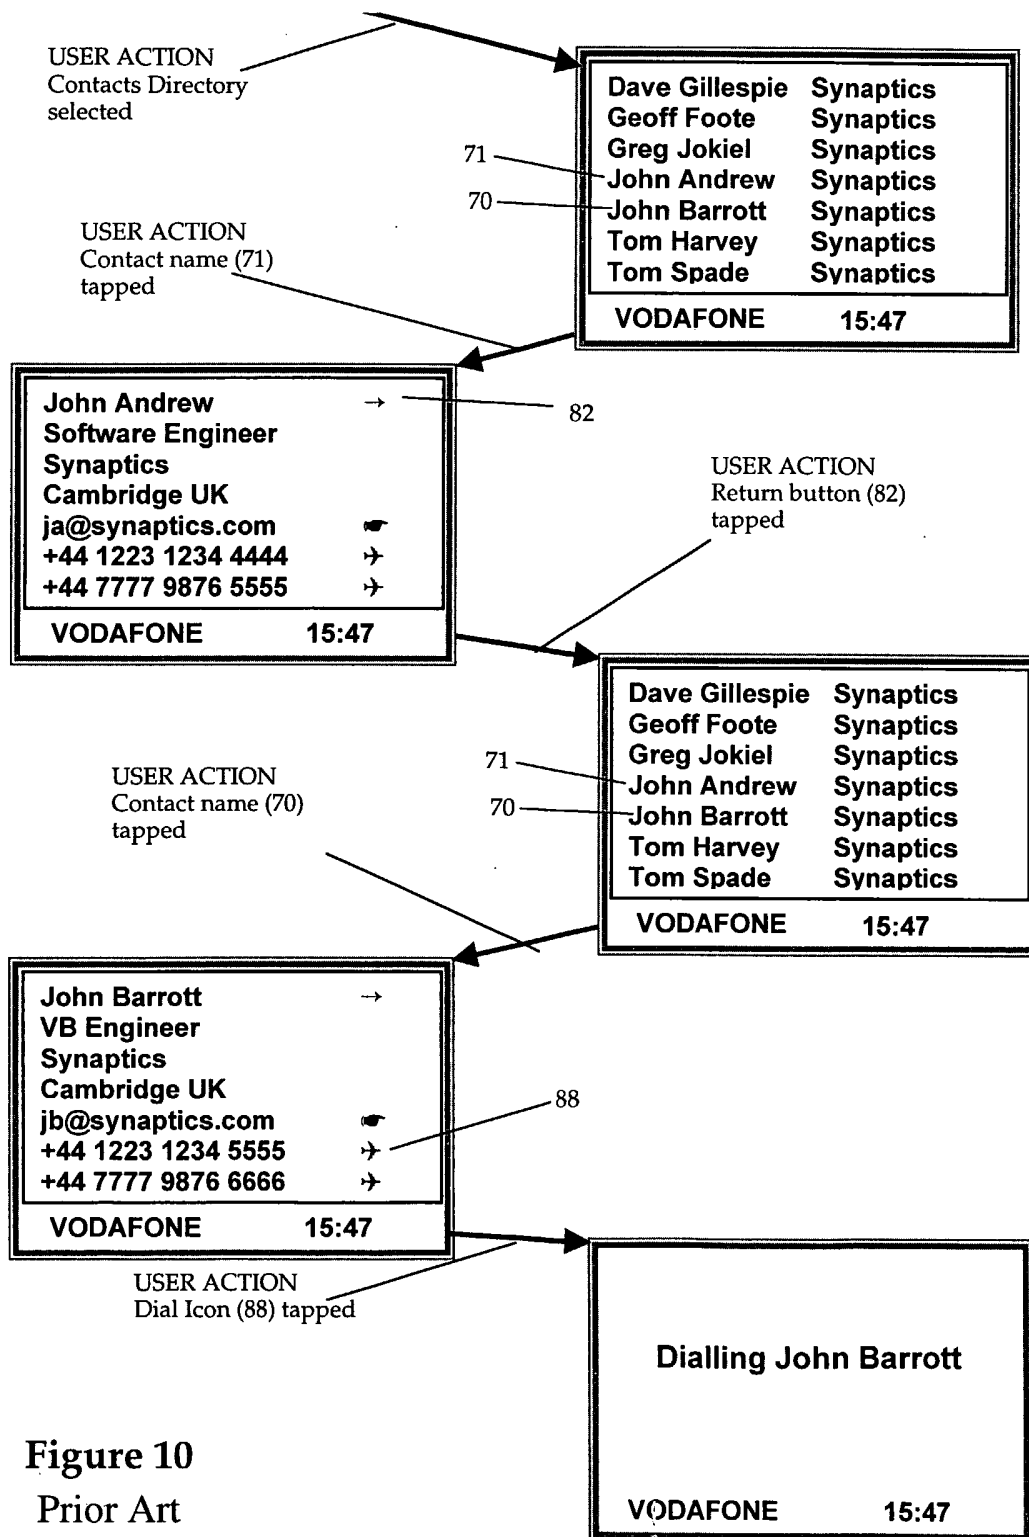 USER ACTION
Contacts Directory
selected
Dave Gillespie Synaptics
Geoff Foote Synaptics
Greg Jokiel Synaptics
71
John Andrew Synaptics
70
John Barrott Synaptics
Tom Harvey Synaptics
Tom Spade Synaptics
VODAFONE 15:47
USER ACTION
Contact name (71)
tapped
John Andrew →
82
Software Engineer
Synaptics
Cambridge UK
ja@synaptics.com
+44 1223 1234 4444
+44 7777 9876 5555
VODAFONE 15:47
USER ACTION
Return button (82)
tapped
Dave Gillespie Synaptics
Geoff Foote Synaptics
Greg Jokiel Synaptics
71
John Andrew Synaptics
70
John Barrott Synaptics
Tom Harvey Synaptics
Tom Spade Synaptics
VODAFONE 15:47
USER ACTION
Contact name (70)
tapped
John Barrott →
VB Engineer
Synaptics
Cambridge UK
jb@synaptics.com
88
+44 1223 1234 5555
+44 7777 9876 6666
VODAFONE 15:47
USER ACTION
Dial Icon (88) tapped
Dialling John Barrott
VODAFONE 15:47
Figure 10
Prior Art